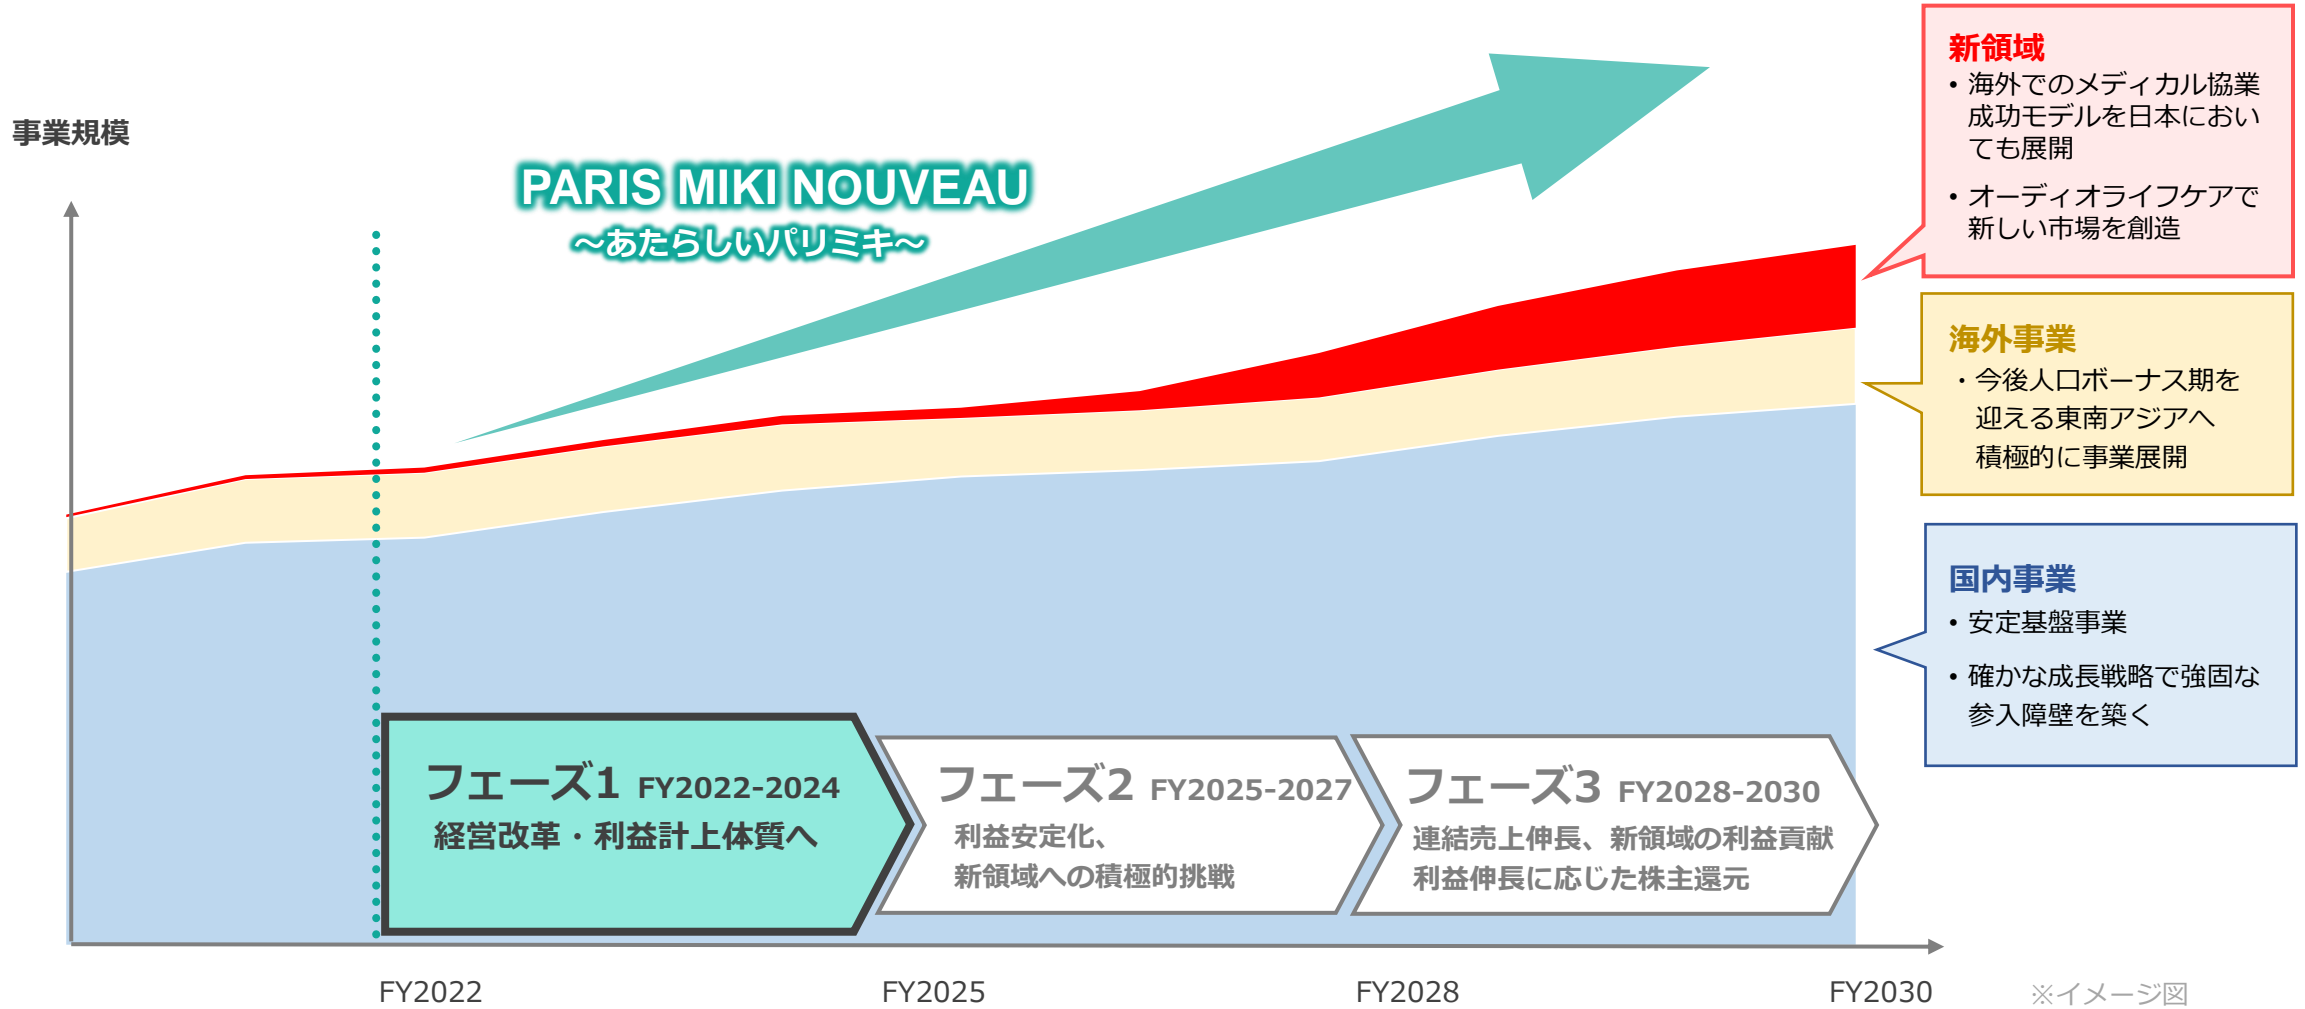 事業規模
PARIS MIKI NOUVEAU
～あたらしいパリミキ～
新領域
• 海外でのメディカル協業
成功モデルを日本におい
ても展開
• オーディオライフケアで
新しい市場を創造
海外事業
・今後人口ボーナス期を
迎える東南アジアへ
積極的に事業展開
国内事業
• 安定基盤事業
• 確かな成長戦略で強固な
参入障壁を築く
フェーズ1 FY2022-2024
経営改革・利益計上体質へ
フェーズ2 FY2025-2027
利益安定化、
新領域への積極的挑戦
フェーズ3 FY2028-2030
連結売上伸長、新領域の利益貢献
利益伸長に応じた株主還元
FY2022
FY2025
FY2028
FY2030
※イメージ図